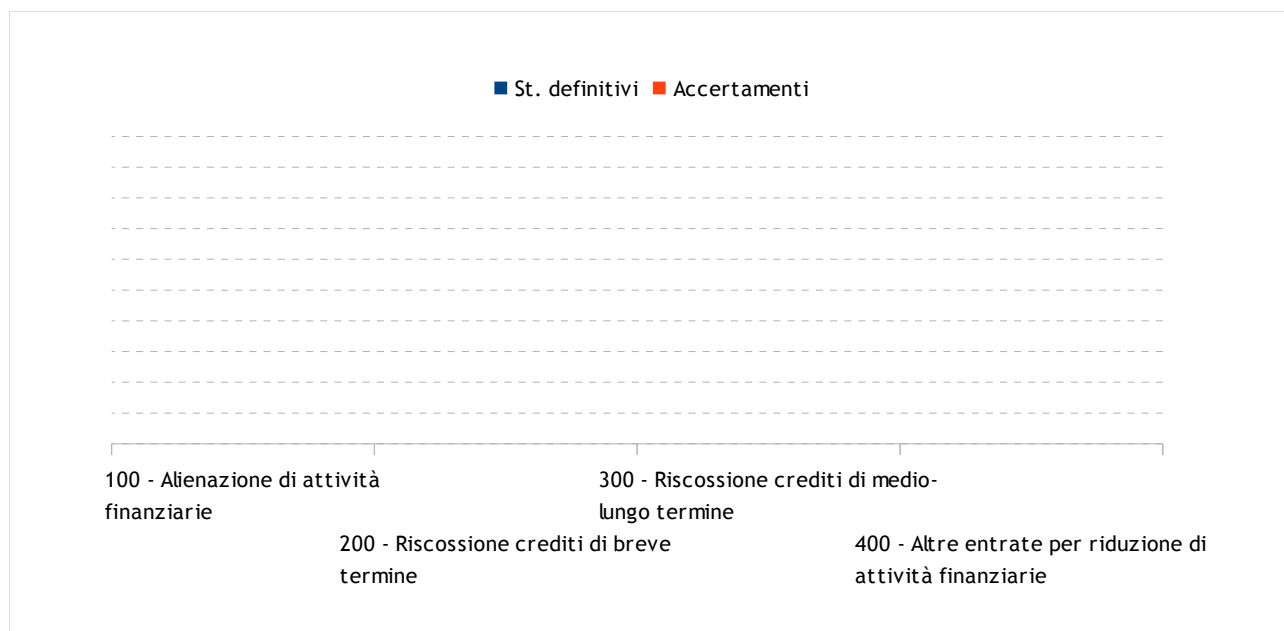 St. definitivi Accertamenti
100 - Alienazione di attività
finanziarie
200 - Riscossione crediti di breve
termine
300 - Riscossione crediti di medio-
lungo termine
400 - Altre entrate per riduzione di
attività finanziarie